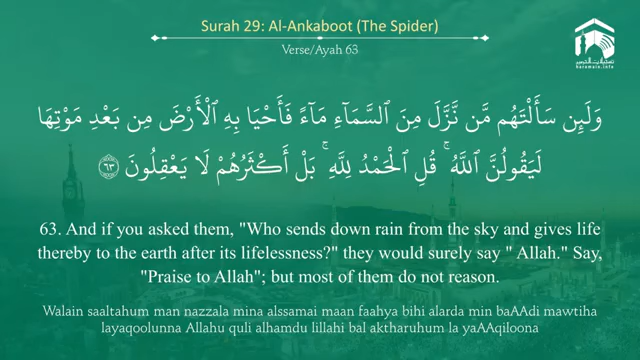 Surah 29: Al-Ankaboot (The Spider)
Verse/Ayah 63
haramain.info
وَلَئِن سَأَلْتَهُم مَّن نَّزَّلَ مِنَ ٱلسَّمَآءِ مَآءً فَأَحْيَا بِهِ ٱلْأَرْضَ مِن بَعْدِ مَوْتِهَا
لَيَقُولُنَّ ٱللَّهُ ۚ قُلِ ٱلْحَمْدُ لِلَّهِ ۚ بَلْ أَكْثَرُهُمْ لَا يَعْقِلُونَ ٦٣
63. And if you asked them, "Who sends down rain from the sky and gives life
thereby to the earth after its lifelessness?" they would surely say " Allah." Say,
"Praise to Allah"; but most of them do not reason.
Walain saaltahum man nazzala mina alssamai maan faahya bihi alarda min baAAdi mawtiha
layaqoolunna Allahu quli alhamdu lillahi bal aktharuhum la yaAAqiloona